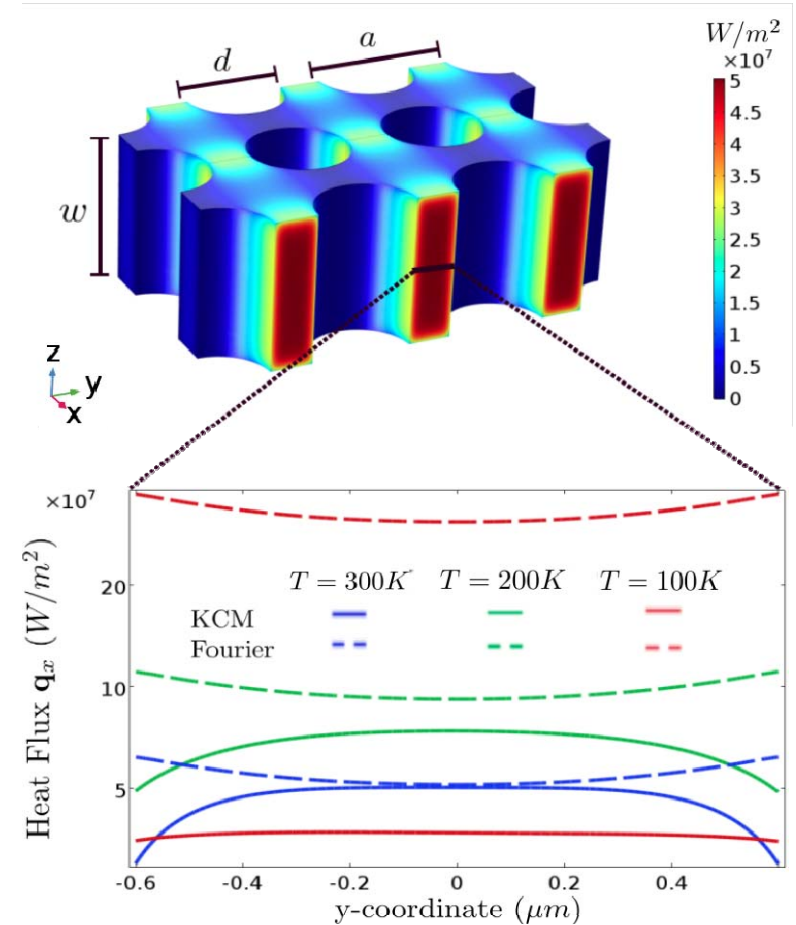 W/m²
×10⁷
d
a
5
4.5
4
3.5
3
2.5
2
1.5
1
0.5
0
w
z
y
x
×10⁷
T = 300K T = 200K T = 100K
KCM
Fourier
20
10
5
Heat Flux qₓ (W/m²)
-0.6 -0.4 -0.2 0 0.2 0.4
y-coordinate (μm)